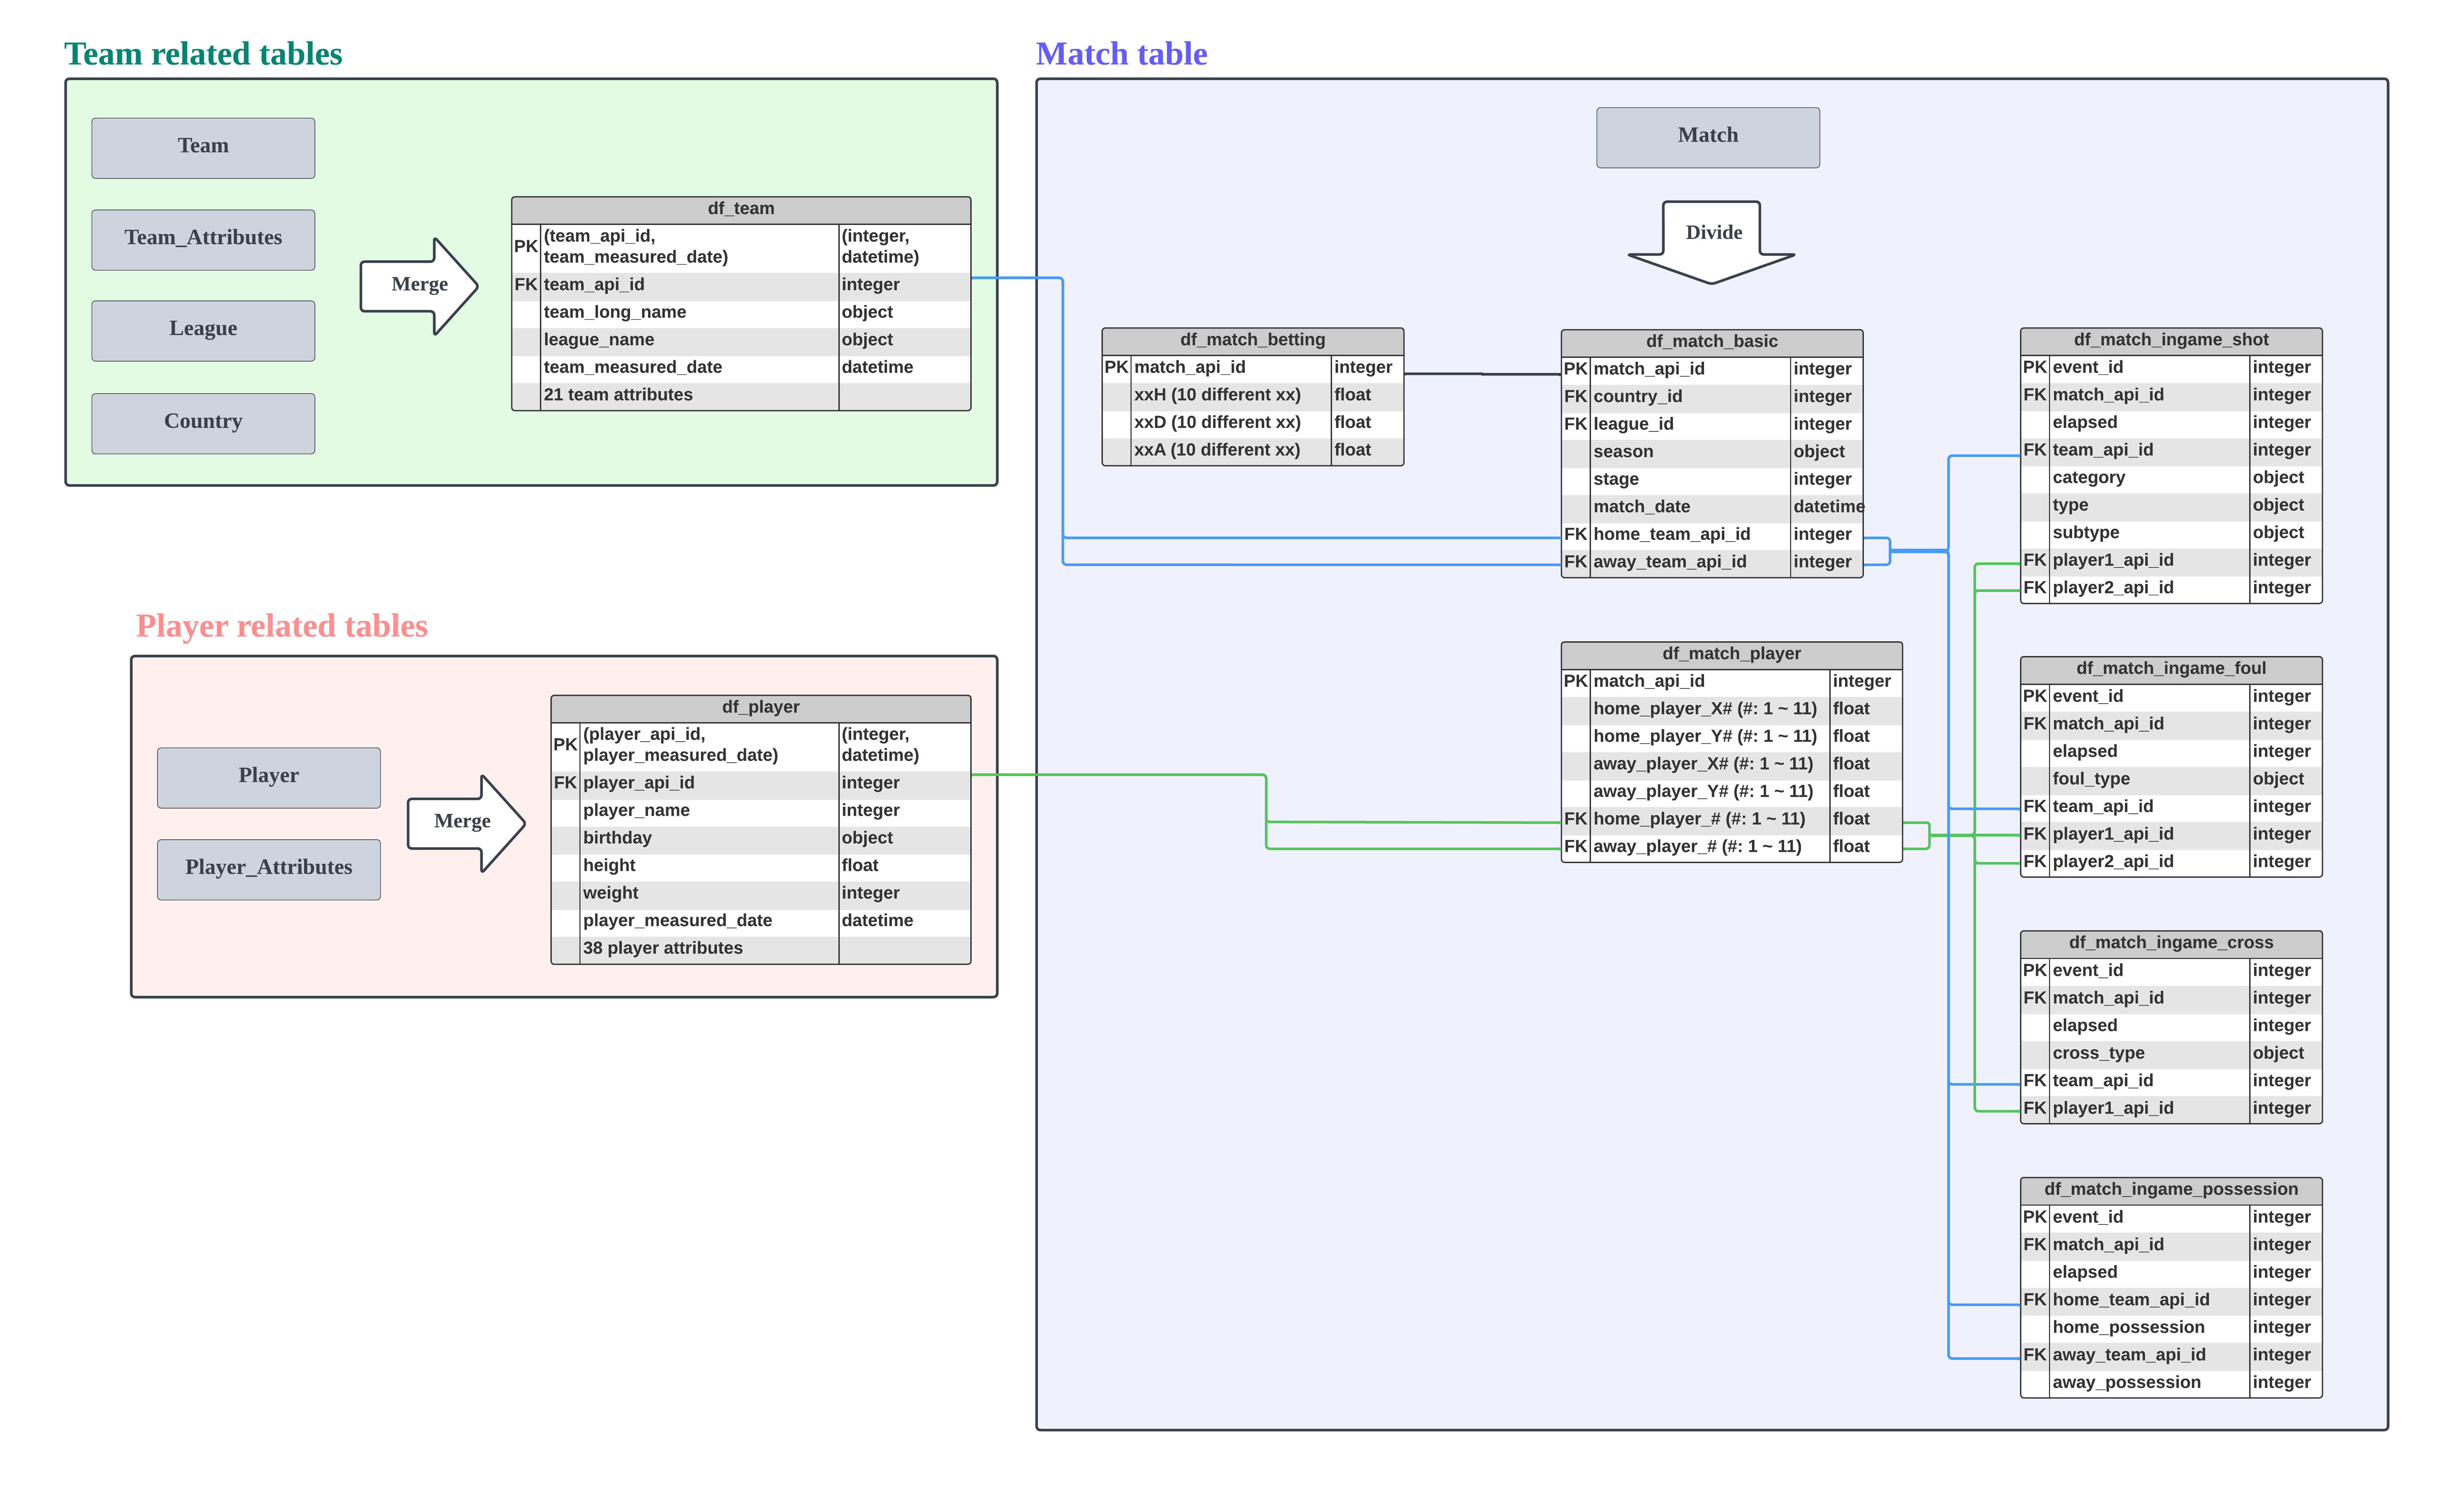 Team related tables
Team
Team_Attributes
League
Country
Merge
df_team
PK (team_api_id, team_measured_date) (integer, datetime)
FK team_api_id integer
team_long_name object
league_name object
team_measured_date datetime
21 team attributes
Player related tables
Player
Player_Attributes
Merge
df_player
PK (player_api_id, player_measured_date) (integer, datetime)
FK player_api_id integer
player_name integer
birthday object
height float
weight integer
player_measured_date datetime
38 player attributes
Match table
Match
Divide
df_match_betting
PK match_api_id integer
xxH (10 different xx) float
xxD (10 different xx) float
xxA (10 different xx) float
df_match_basic
PK match_api_id integer
FK country_id integer
FK league_id integer
season object
stage integer
match_date datetime
FK home_team_api_id integer
FK away_team_api_id integer
df_match_player
PK match_api_id integer
home_player_X# (#: 1 ~ 11) float
home_player_Y# (#: 1 ~ 11) float
away_player_X# (#: 1 ~ 11) float
away_player_Y# (#: 1 ~ 11) float
FK home_player_# (#: 1 ~ 11) float
FK away_player_# (#: 1 ~ 11) float
df_match_ingame_shot
PK event_id integer
FK match_api_id integer
elapsed integer
FK team_api_id integer
category object
type object
subtype object
FK player1_api_id integer
FK player2_api_id integer
df_match_ingame_foul
PK event_id integer
FK match_api_id integer
elapsed integer
foul_type object
FK team_api_id integer
FK player1_api_id integer
FK player2_api_id integer
df_match_ingame_cross
PK event_id integer
FK match_api_id integer
elapsed integer
cross_type object
FK team_api_id integer
FK player1_api_id integer
df_match_ingame_possession
PK event_id integer
FK match_api_id integer
elapsed integer
FK home_team_api_id integer
home_possession integer
FK away_team_api_id integer
away_possession integer